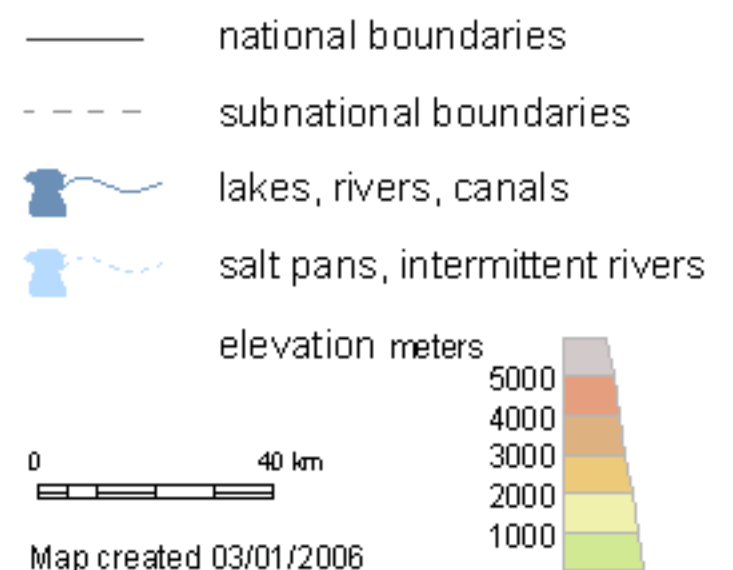 national boundaries
subnational boundaries
lakes, rivers, canals
salt pans, intermittent rivers
elevation meters
5000
4000
3000
2000
1000
0 40 km
Map created 03/01/2006